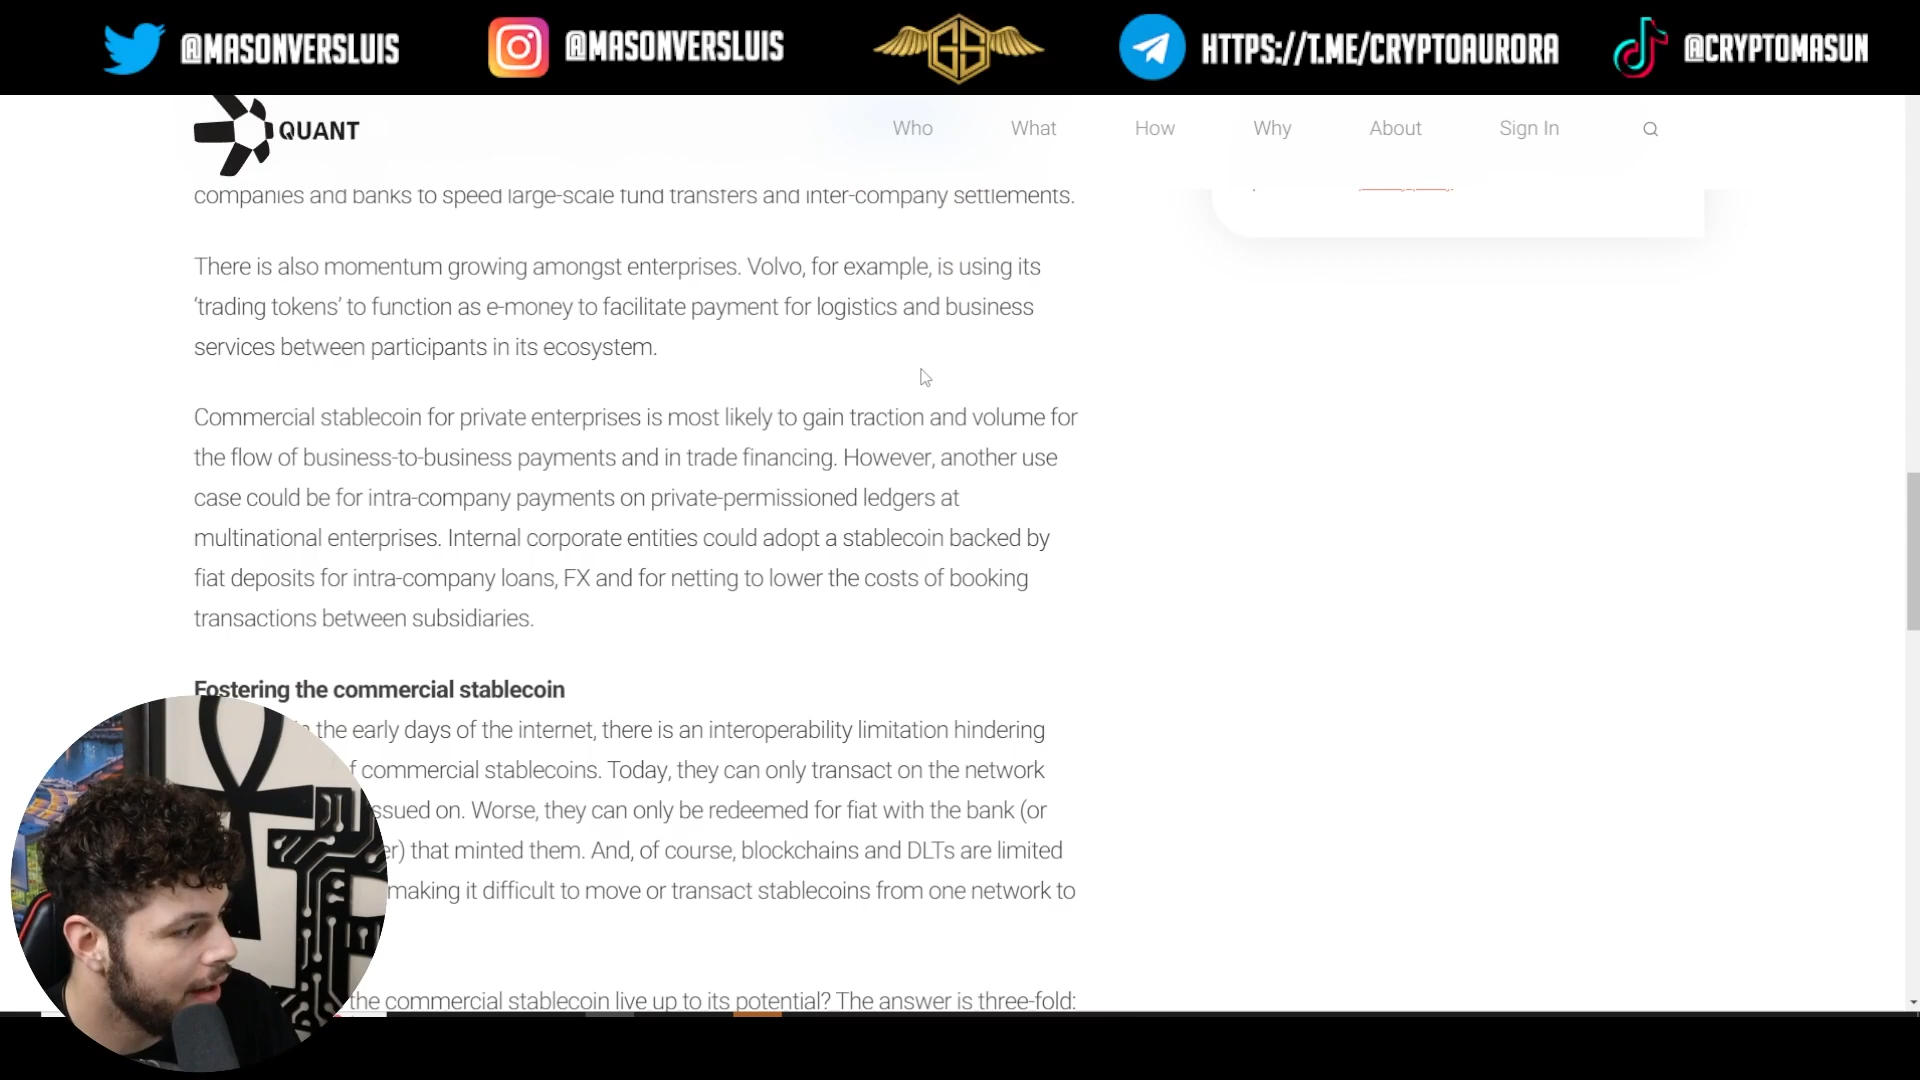 @MASONVERSLUIS
@MASONVERSLUIS
GS
HTTPS://T.ME/CRYPTOAURORA
@CRYPTOMASUN
QUANT
Who
What
How
Why
About
Sign In
companies and banks to speed large-scale fund transfers and inter-company settlements.
There is also momentum growing amongst enterprises. Volvo, for example, is using its
‘trading tokens’ to function as e-money to facilitate payment for logistics and business
services between participants in its ecosystem.
Commercial stablecoin for private enterprises is most likely to gain traction and volume for
the flow of business-to-business payments and in trade financing. However, another use
case could be for intra-company payments on private-permissioned ledgers at
multinational enterprises. Internal corporate entities could adopt a stablecoin backed by
fiat deposits for intra-company loans, FX and for netting to lower the costs of booking
transactions between subsidiaries.
Fostering the commercial stablecoin
the early days of the internet, there is an interoperability limitation hindering
commercial stablecoins. Today, they can only transact on the network
issued on. Worse, they can only be redeemed for fiat with the bank (or
that minted them. And, of course, blockchains and DLTs are limited
making it difficult to move or transact stablecoins from one network to
the commercial stablecoin live up to its potential? The answer is three-fold: